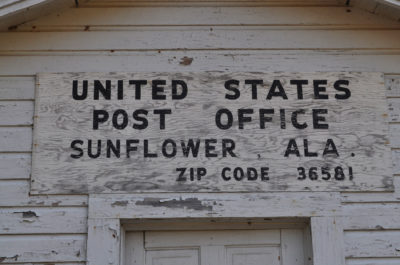 UNITED STATES
POST OFFICE
SUNFLOWER , ALA .
ZIP CODE 36581